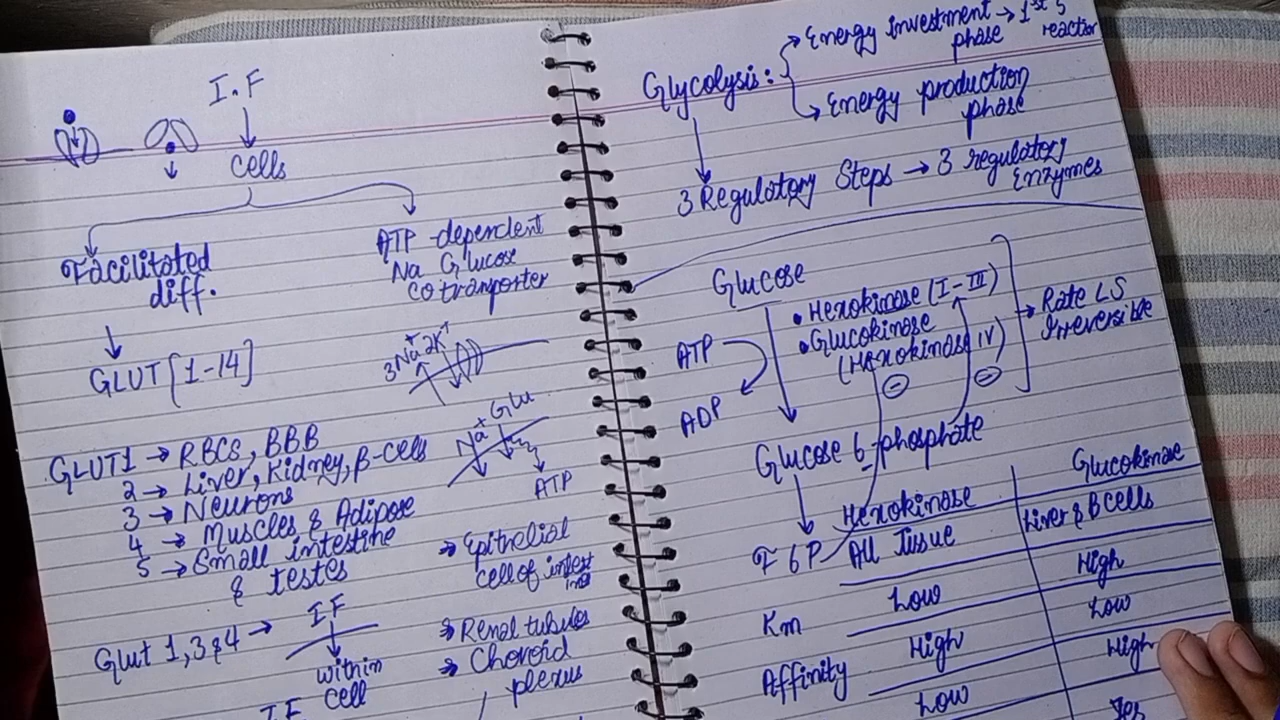 I.F
Cells
Facilitated
diff.
GLUT [1-14]
ATP -dependent
Na Glucose
cotranporter
3Na+ 2K+
Na+ Glu
ATP
GLUT1 → RBCS, BBB
2 → Liver, Kidney, β-cells
3 → Neurons
4 → Muscles & Adipose
5 → Small intestine
& testes
Glut 1,3&4 → IF
within
cell
IF
→ Epithelial
cell of intest
→ Renal tubules
→ Choroid
plexus
Glycolysis:
→ Energy investment → 1st 5
phase reaction
→ Energy production
phase
3 Regulatory Steps → 3 regulatory
Enzymes
Glucose
• Hexokinase (I-III)
• Glucokinase
(Hexokinase IV)
→ Rate LS
Irreversible
ATP
ADP
Glucose 6-phosphate
F 6P
Hexokinase Glucokinase
All Tissue Liver & B cells
Km Low High
Affinity High Low
Low High
Yes